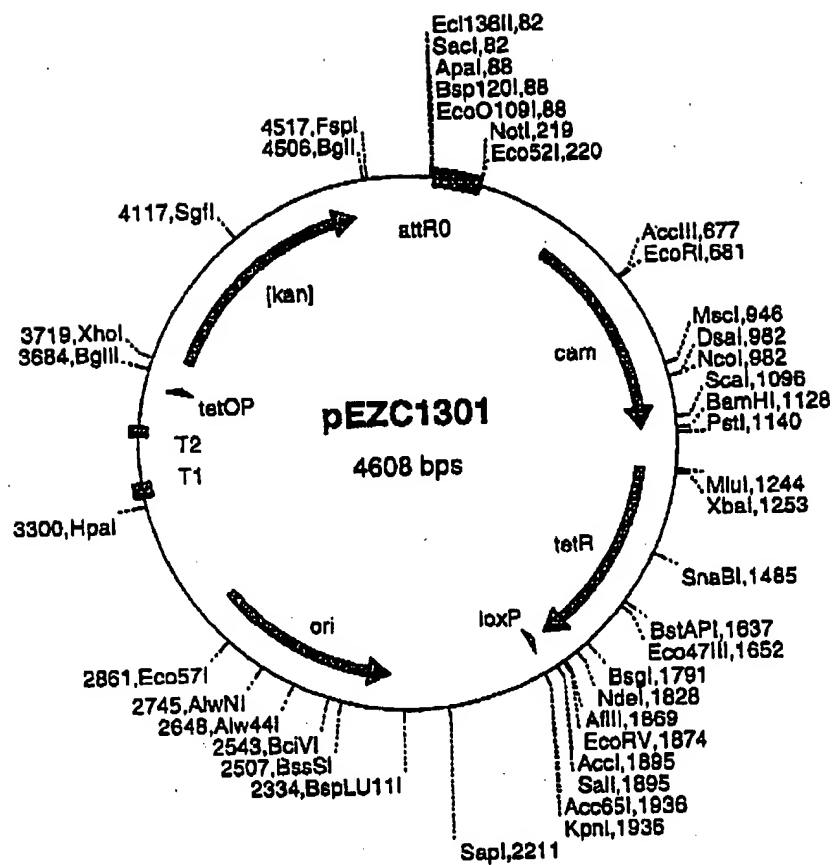 Ecl136II,82
SacI,82
ApaI,88
Bsp120I,88
EcoO109I,88
NotI,219
Eco52I,220
4517,FspI
4506,BglI
4117,SgfI
attR0
AccIII,677
EcoRI,681
[kan]
MscI,946
DsaI,982
NcoI,982
ScaI,1096
BamHI,1128
PstI,1140
cam
3719,XhoI
3684,BglII
tetOP
pEZC1301
4608 bps
T2
T1
MluI,1244
XbaI,1253
3300,HpaI
tetR
SnaBI,1485
loxP
ori
BstAPI,1637
Eco47III,1652
BsgI,1791
NdeI,1828
AflII,1869
EcoRV,1874
AccI,1895
SalI,1895
Acc65I,1936
KpnI,1936
2861,Eco57I
2745,AlwNI
2648,Alw44I
2543,BciVI
2507,BssSI
2334,BspLU11I
SapI,2211